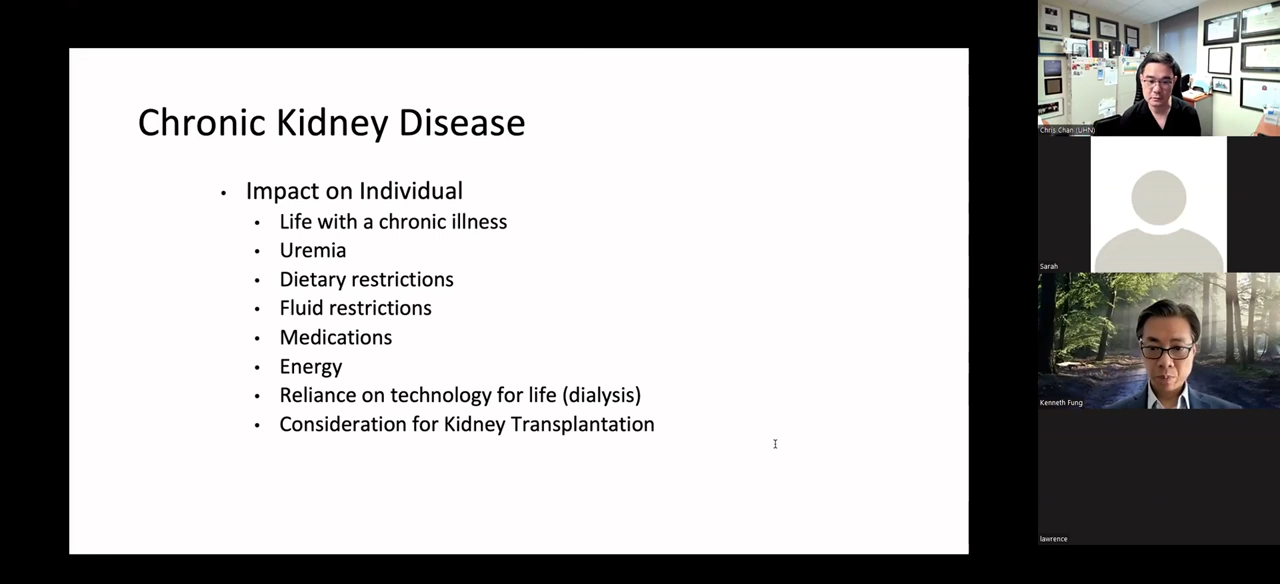 Chronic Kidney Disease
• Impact on Individual
• Life with a chronic illness
• Uremia
• Dietary restrictions
• Fluid restrictions
• Medications
• Energy
• Reliance on technology for life (dialysis)
• Consideration for Kidney Transplantation
Chris Chan (UHN)
Sarah
Kenneth Fung
lawrence